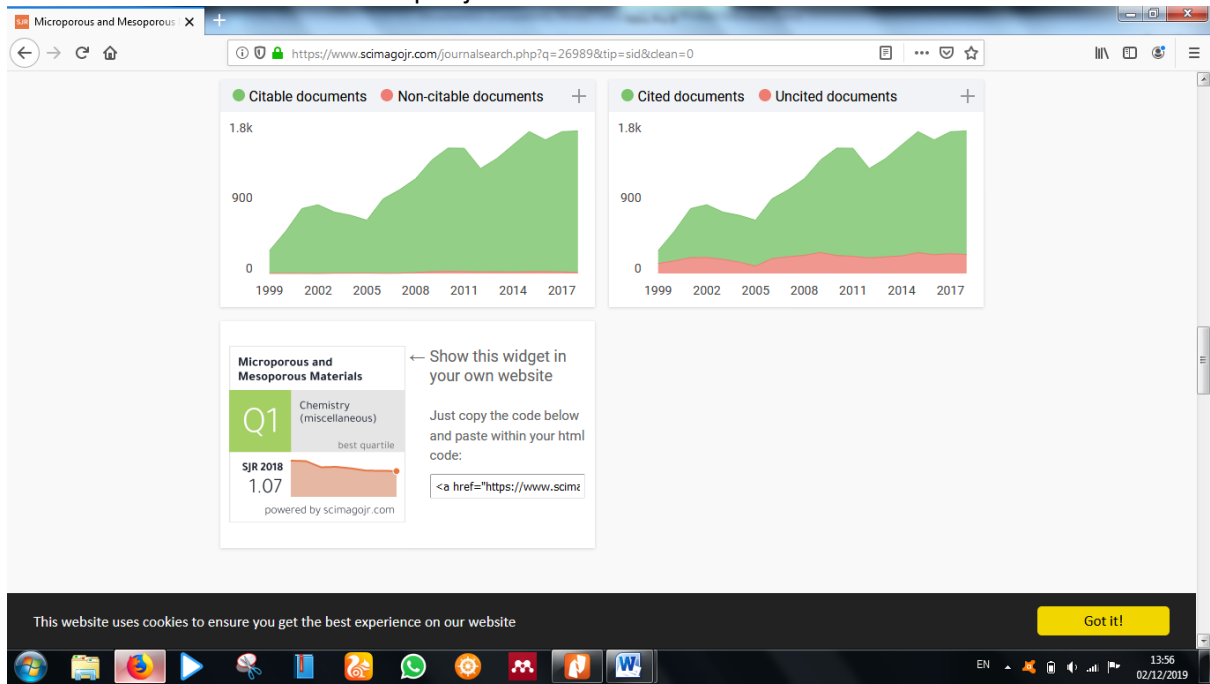 Microporous and Mesoporous
https://www.scimagojr.com/journalsearch.php?q=26989&tip=sid&clean=0
Citable documents Non-citable documents
1.8k
900
0
1999 2002 2005 2008 2011 2014 2017
Cited documents Uncited documents
1.8k
900
0
1999 2002 2005 2008 2011 2014 2017
Microporous and
Mesoporous Materials
Q1
Chemistry
(miscellaneous)
best quartile
SJR 2018
1.07
powered by scimagojr.com
← Show this widget in
your own website
Just copy the code below
and paste within your html
code:
<a href="https://www.scima
This website uses cookies to ensure you get the best experience on our website
Got it!
EN
13:56
02/12/2019